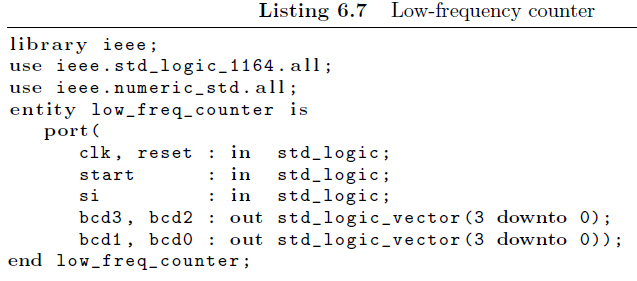 Listing 6.7 Low-frequency counter
library ieee;
use ieee.std_logic_1164.all;
use ieee.numeric_std.all;
entity low_freq_counter is
   port(
      clk, reset : in  std_logic;
      start      : in  std_logic;
      si         : in  std_logic;
      bcd3, bcd2 : out std_logic_vector(3 downto 0);
      bcd1, bcd0 : out std_logic_vector(3 downto 0));
end low_freq_counter;